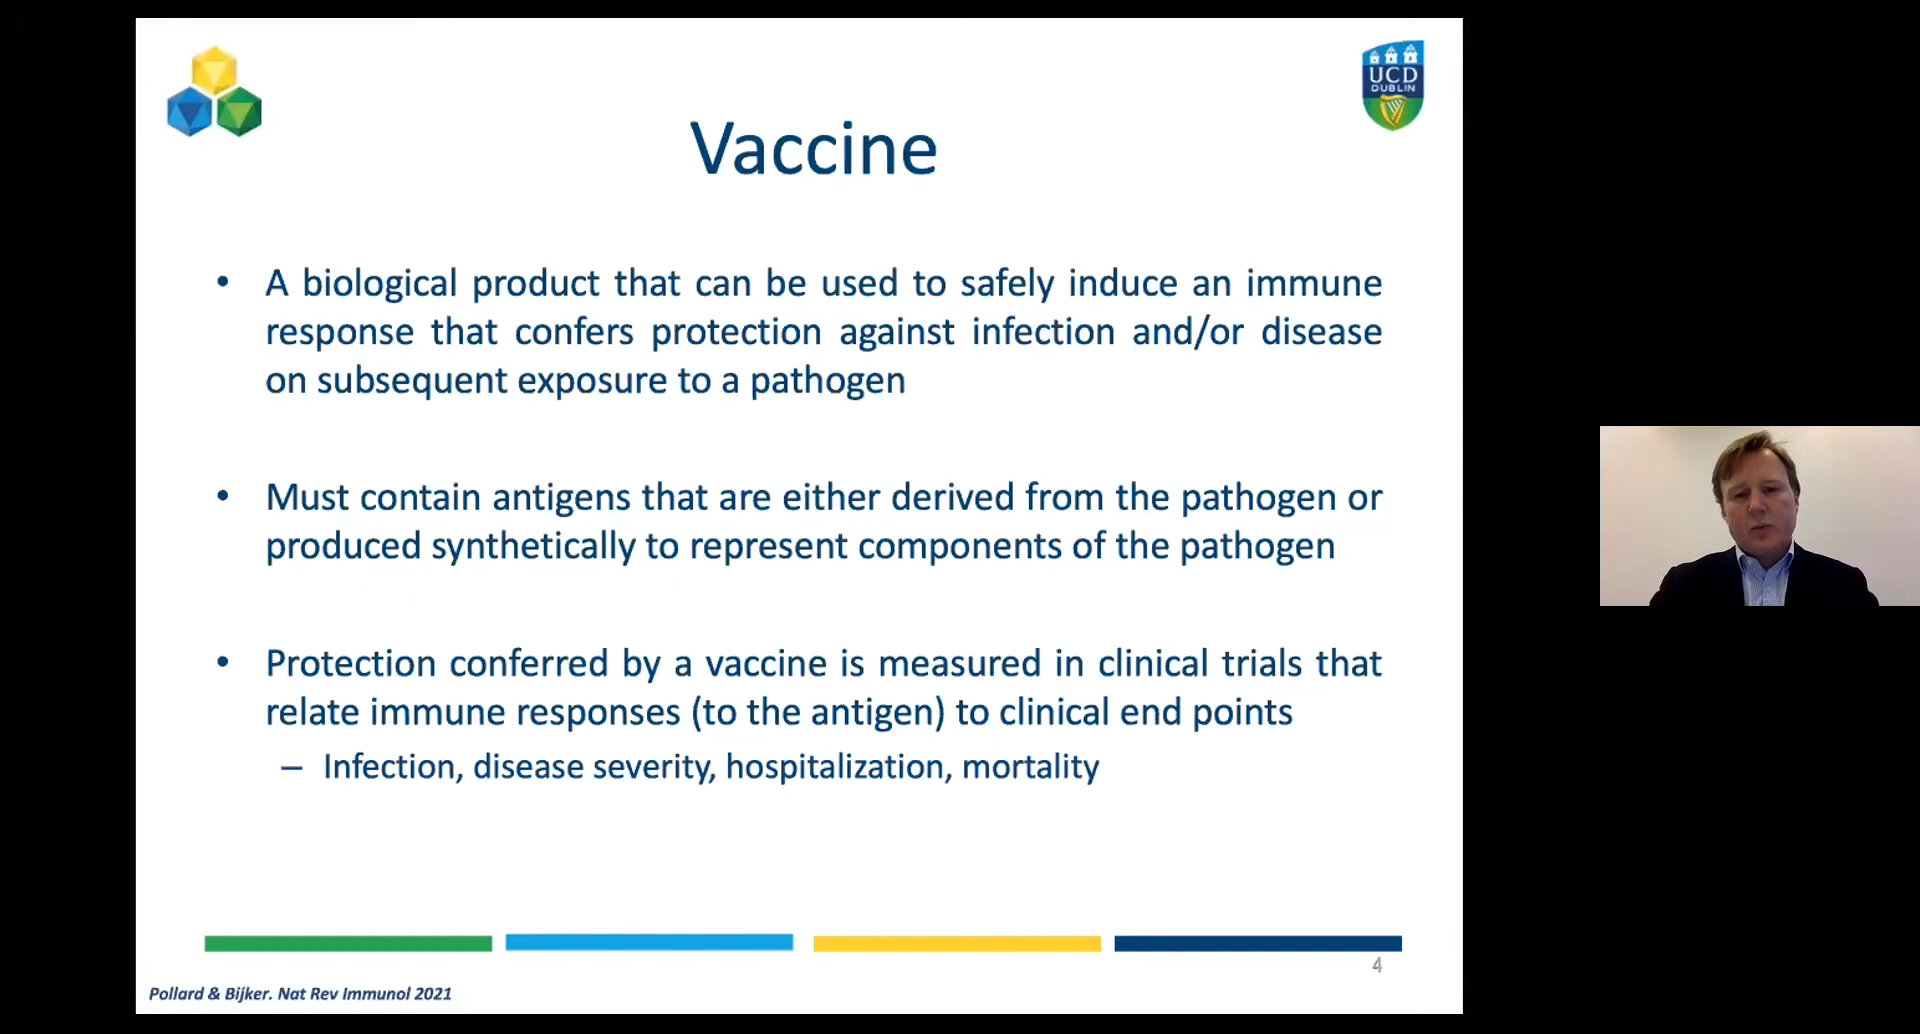 UCD
DUBLIN
Vaccine
• A biological product that can be used to safely induce an immune
response that confers protection against infection and/or disease
on subsequent exposure to a pathogen
• Must contain antigens that are either derived from the pathogen or
produced synthetically to represent components of the pathogen
• Protection conferred by a vaccine is measured in clinical trials that
relate immune responses (to the antigen) to clinical end points
– Infection, disease severity, hospitalization, mortality
4
Pollard & Bijker. Nat Rev Immunol 2021